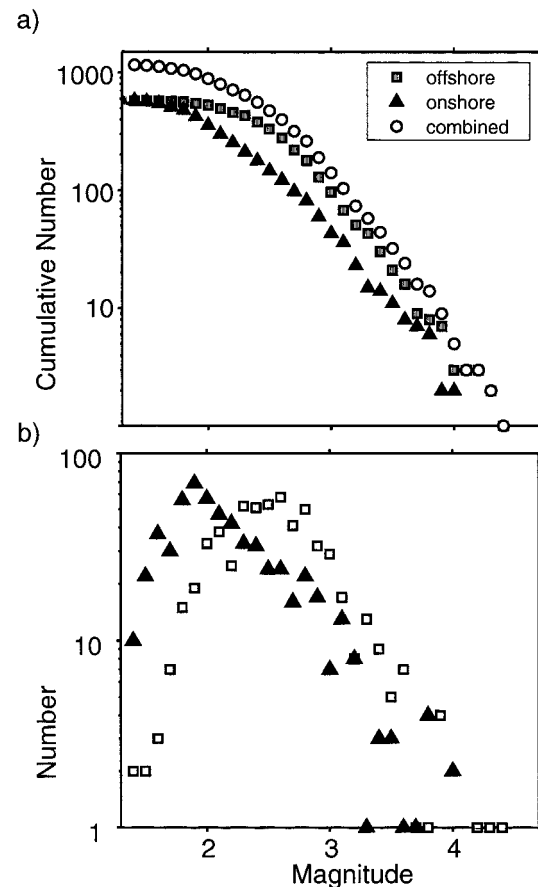 a)
1000
100
10
Cumulative Number
offshore
onshore
combined
b)
100
10
1
Number
2
3
4
Magnitude